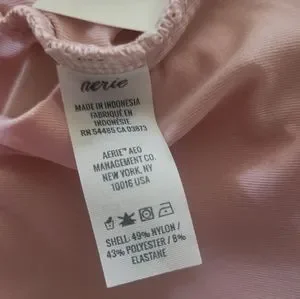 aerie
MADE IN INDONESIA
FABRIQUÉ EN
INDONÉSIE
RN 54485 CA 03873
AERIE™ AEO
MANAGEMENT CO.
NEW YORK, NY
10016 USA
SHELL: 49% NYLON /
43% POLYESTER / 8%
ELASTANE